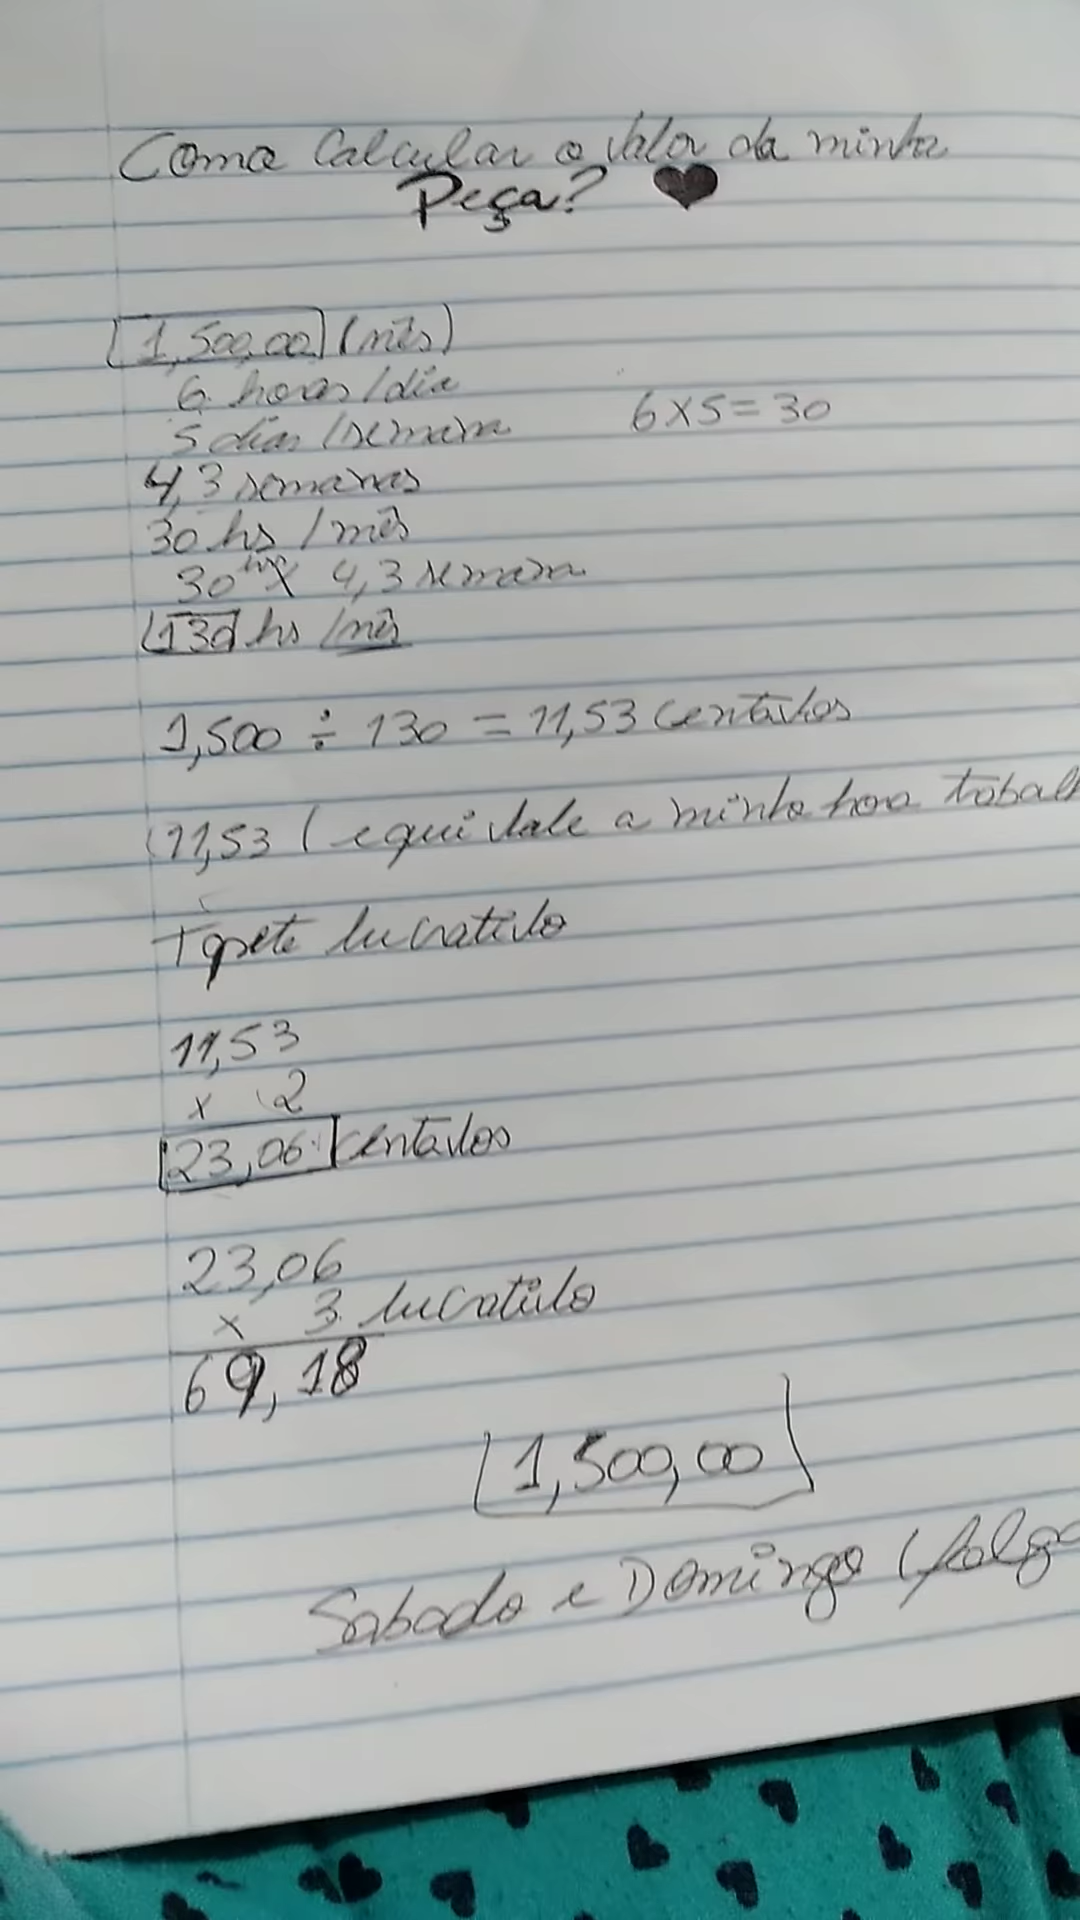 Como Calcular o valor da minha
Peça? ♥
1,500,00 (mês)
6 horas/dia
5 dias/semana 6x5=30
4,3 semanas
30 hs/mês
30 hs x 4,3 semana
130 hs/mês
1,500 ÷ 130 = 11,53 centavos
11,53 (equivale a minha hora trabalh
Tapete lucrativo
11,53
x 2
23,06 centavos
23,06
x 3 lucrativo
69,18
1,500,00
Sabado e Domingo (folga